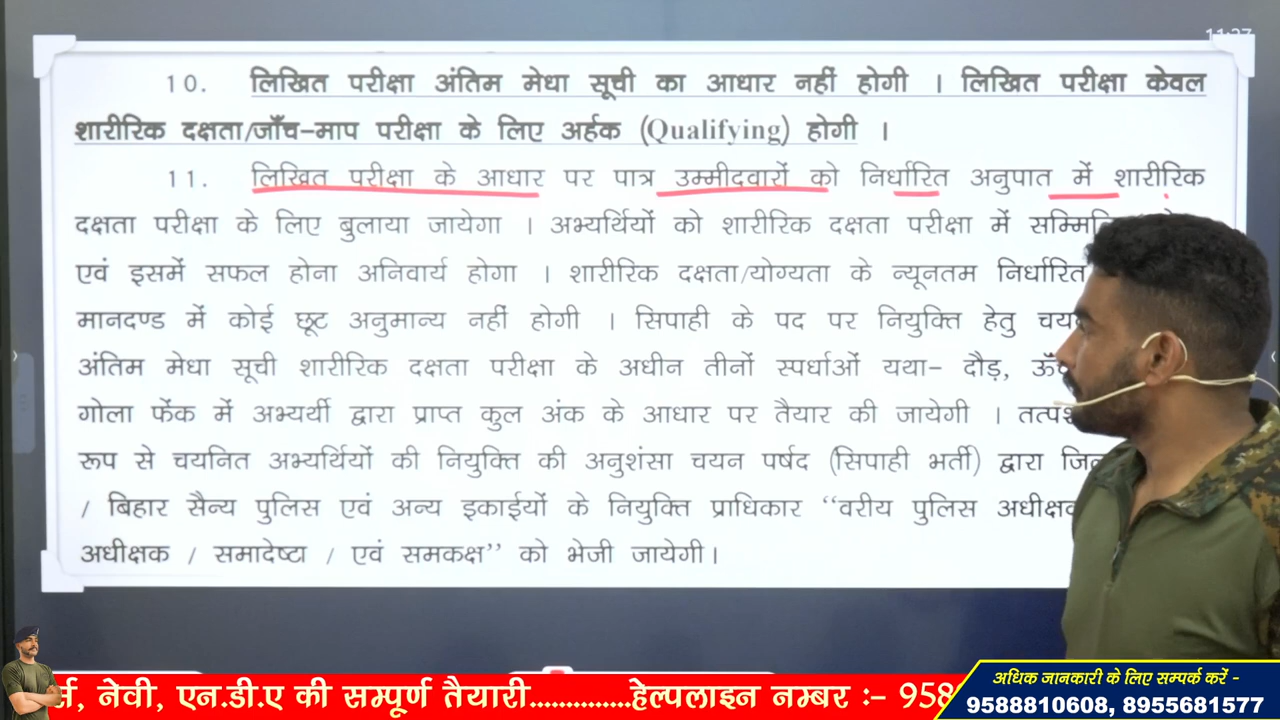 11:27
10. लिखित परीक्षा अंतिम मेधा सूची का आधार नहीं होगी । लिखित परीक्षा केवल
शारीरिक दक्षता/जाँच-माप परीक्षा के लिए अर्हक (Qualifying) होगी ।
11. लिखित परीक्षा के आधार पर पात्र उम्मीदवारों को निर्धारित अनुपात में शारीरिक
दक्षता परीक्षा के लिए बुलाया जायेगा । अभ्यर्थियों को शारीरिक दक्षता परीक्षा में
एवं इसमें सफल होना अनिवार्य होगा । शारीरिक दक्षता/योग्यता के न्यूनतम निर्धारित
मानदण्ड में कोई छूट अनुमान्य नहीं होगी । सिपाही के पद पर नियुक्ति हेतु
अंतिम मेधा सूची शारीरिक दक्षता परीक्षा के अधीन तीनों स्पर्धाओं यथा- दौड़,
गोला फेंक में अभ्यर्थी द्वारा प्राप्त कुल अंक के आधार पर तैयार की जायेगी ।
रूप से चयनित अभ्यर्थियों की नियुक्ति की अनुशंसा चयन पर्षद (सिपाही भर्ती) द्वारा
/ बिहार सैन्य पुलिस एवं अन्य इकाईयों के नियुक्ति प्राधिकार “वरीय पुलिस
अधीक्षक / समादेष्टा / एवं समकक्ष” को भेजी जायेगी।
नेवी, एन.डी.ए की सम्पूर्ण तैयारी...............हेल्पलाइन नम्बर :- 958
अधिक जानकारी के लिए सम्पर्क करें -
9588810608, 8955681577